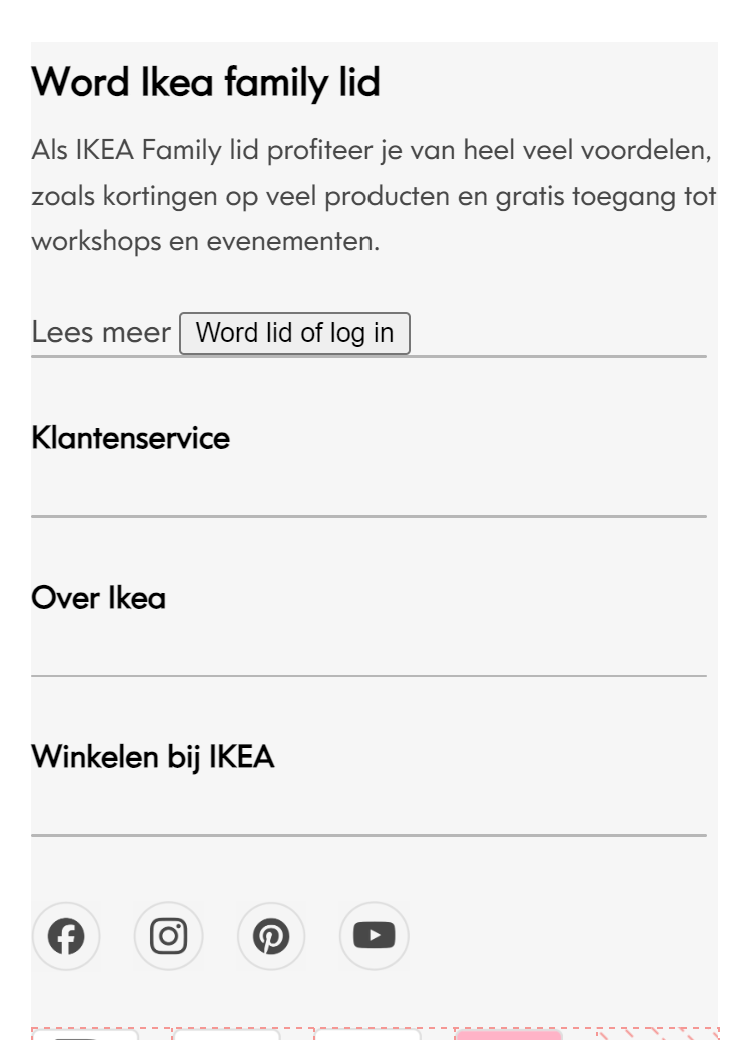 Word Ikea family lid
Als IKEA Family lid profiteer je van heel veel voordelen,
zoals kortingen op veel producten en gratis toegang tot
workshops en evenementen.
Lees meer Word lid of log in
Klantenservice
Over Ikea
Winkelen bij IKEA